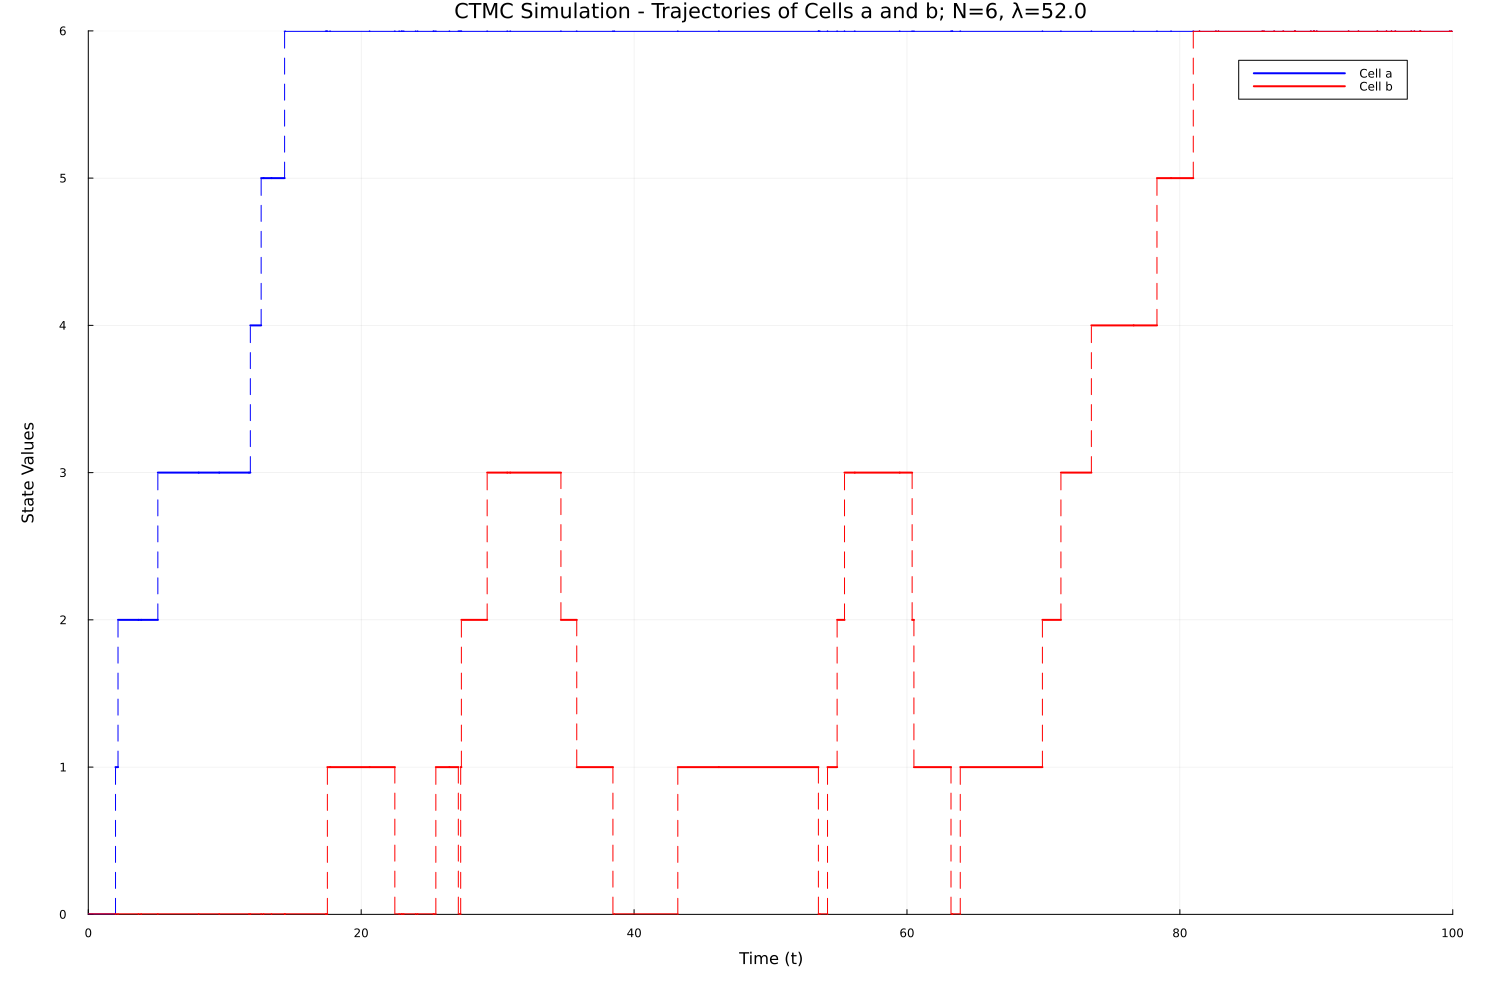 CTMC Simulation - Trajectories of Cells a and b; N=6, λ=52.0
Cell a
Cell b
State Values
6
5
4
3
2
1
0
0 20 40 60 80 100
Time (t)